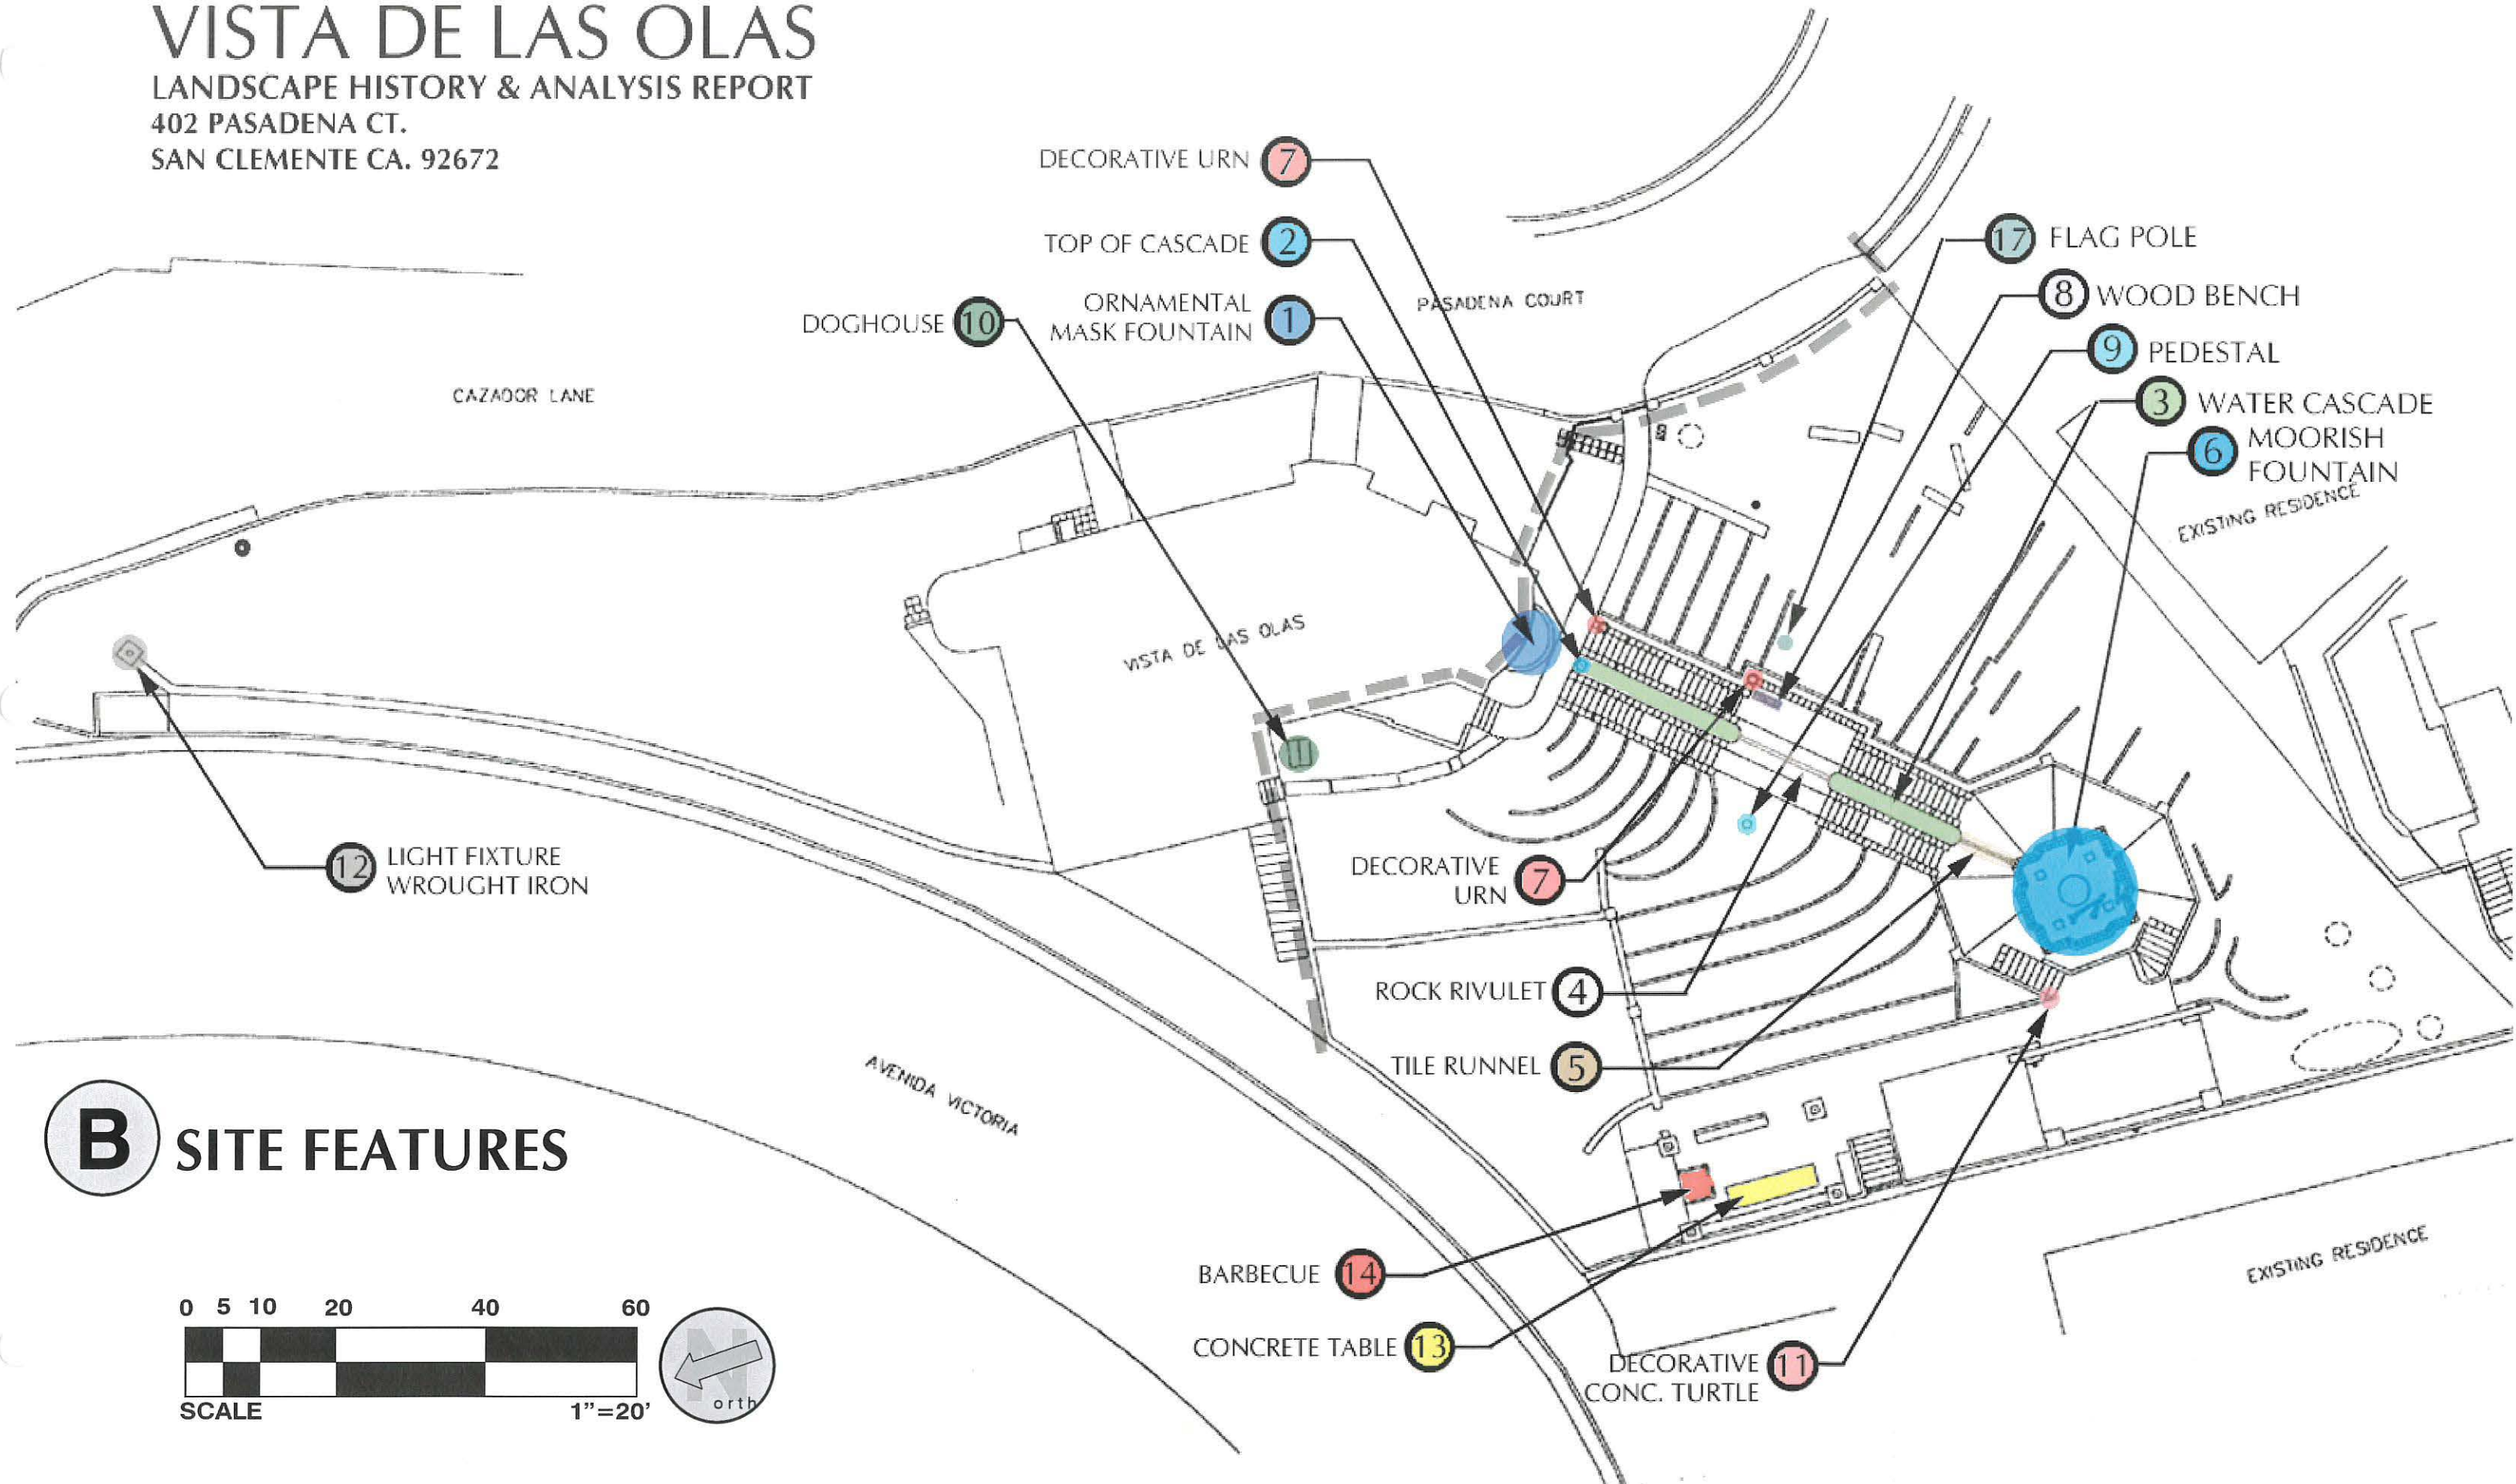 VISTA DE LAS OLAS
LANDSCAPE HISTORY & ANALYSIS REPORT
402 PASADENA CT.
SAN CLEMENTE CA. 92672
DECORATIVE URN 7
TOP OF CASCADE 2
ORNAMENTAL
MASK FOUNTAIN 1
DOGHOUSE 10
PASADENA COURT
17 FLAG POLE
8 WOOD BENCH
9 PEDESTAL
3 WATER CASCADE
6 MOORISH
FOUNTAIN
EXISTING RESIDENCE
CAZADOR LANE
VISTA DE LAS OLAS
12 LIGHT FIXTURE
WROUGHT IRON
DECORATIVE
URN 7
ROCK RIVULET 4
TILE RUNNEL 5
AVENIDA VICTORIA
B SITE FEATURES
BARBECUE 14
CONCRETE TABLE 13
DECORATIVE
CONC. TURTLE 11
EXISTING RESIDENCE
0 5 10 20 40 60
SCALE 1”=20’
North